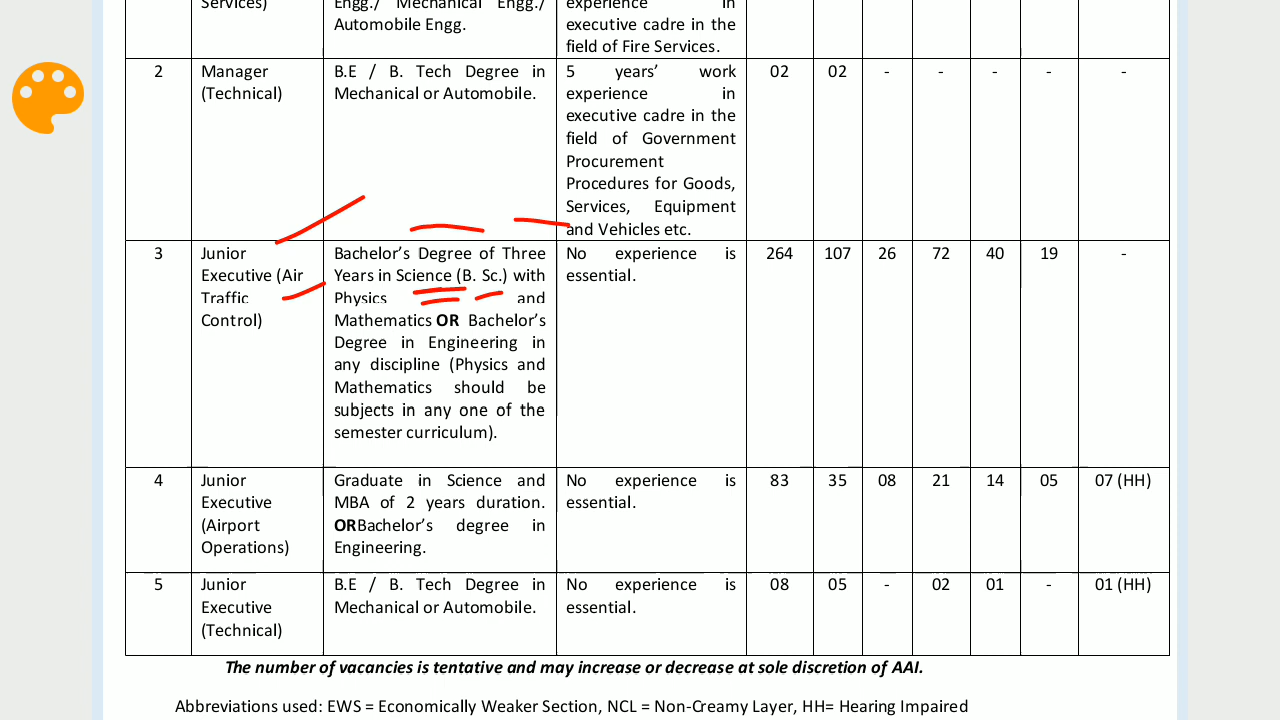 Services)
Engg./ Mechanical Engg./
Automobile Engg.
experience in
executive cadre in the
field of Fire Services.
2
Manager
(Technical)
B.E / B. Tech Degree in
Mechanical or Automobile.
5 years’ work
experience in
executive cadre in the
field of Government
Procurement
Procedures for Goods,
Services, Equipment
and Vehicles etc.
02 02 - - - - -
3
Junior
Executive (Air
Traffic
Control)
Bachelor’s Degree of Three
Years in Science (B. Sc.) with
Physics and
Mathematics OR Bachelor’s
Degree in Engineering in
any discipline (Physics and
Mathematics should be
subjects in any one of the
semester curriculum).
No experience is
essential.
264 107 26 72 40 19 -
4
Junior
Executive
(Airport
Operations)
Graduate in Science and
MBA of 2 years duration.
ORBachelor’s degree in
Engineering.
No experience is
essential.
83 35 08 21 14 05 07 (HH)
5
Junior
Executive
(Technical)
B.E / B. Tech Degree in
Mechanical or Automobile.
No experience is
essential.
08 05 - 02 01 - 01 (HH)
The number of vacancies is tentative and may increase or decrease at sole discretion of AAI.
Abbreviations used: EWS = Economically Weaker Section, NCL = Non-Creamy Layer, HH= Hearing Impaired